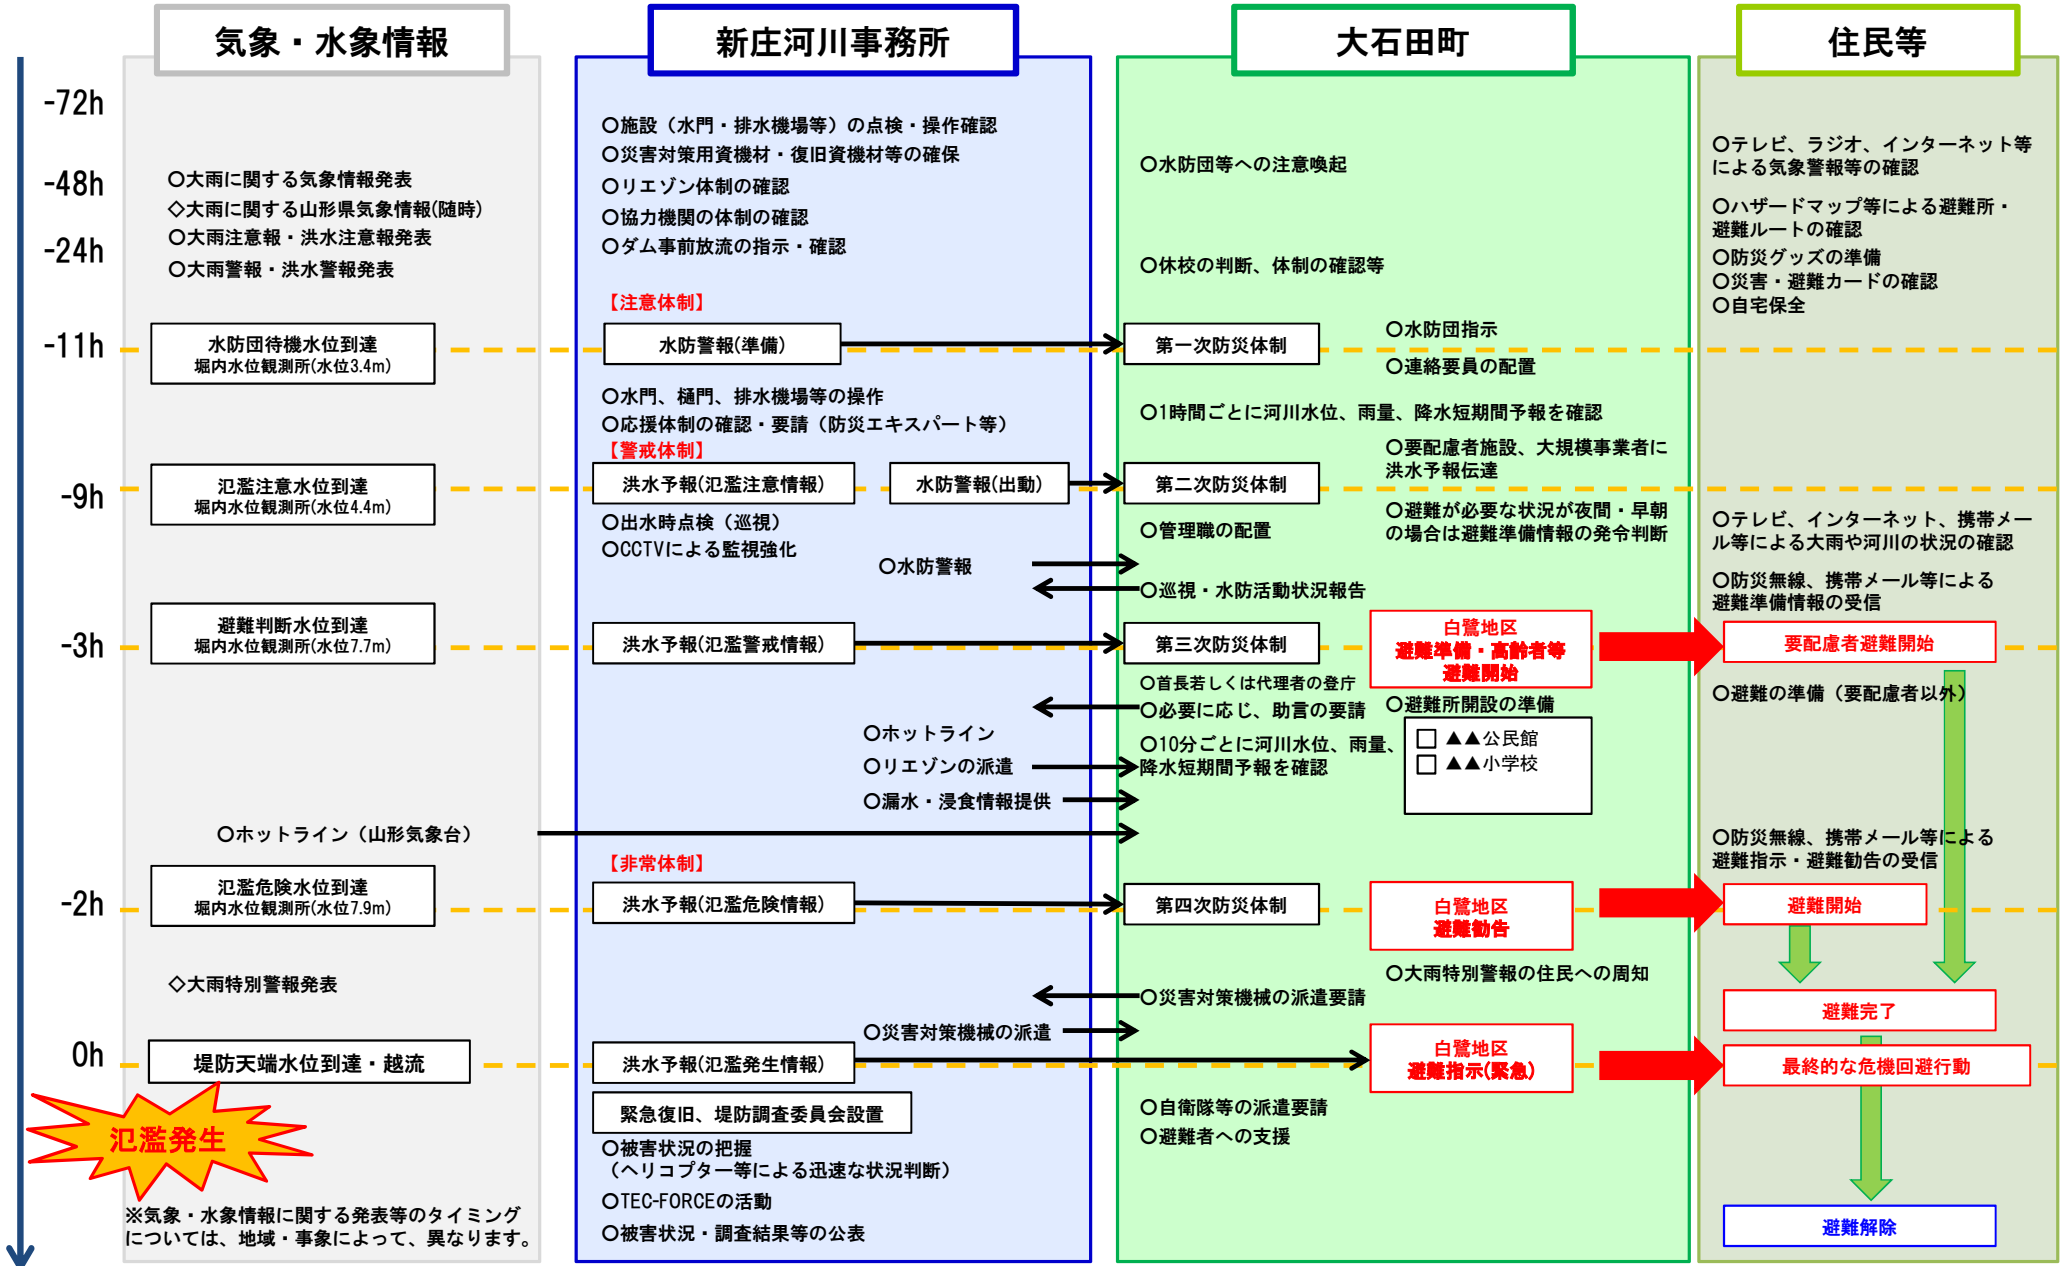 気象・水象情報
新庄河川事務所
大石田町
住民等
-72h
-48h
-24h
-11h
-9h
-3h
-2h
0h
〇大雨に関する気象情報発表
◇大雨に関する山形県気象情報(随時)
〇大雨注意報・洪水注意報発表
〇大雨警報・洪水警報発表
水防団待機水位到達
堀内水位観測所(水位3.4m)
氾濫注意水位到達
堀内水位観測所(水位4.4m)
避難判断水位到達
堀内水位観測所(水位7.7m)
〇ホットライン（山形気象台）
氾濫危険水位到達
堀内水位観測所(水位7.9m)
◇大雨特別警報発表
堤防天端水位到達・越流
氾濫発生
※気象・水象情報に関する発表等のタイミング
については、地域・事象によって、異なります。
〇施設（水門・排水機場等）の点検・操作確認
〇災害対策用資機材・復旧資機材等の確保
〇リエゾン体制の確認
〇協力機関の体制の確認
〇ダム事前放流の指示・確認
【注意体制】
水防警報(準備)
〇水門、樋門、排水機場等の操作
〇応援体制の確認・要請（防災エキスパート等）
【警戒体制】
洪水予報(氾濫注意情報)
水防警報(出動)
〇出水時点検（巡視）
〇CCTVによる監視強化
〇水防警報
洪水予報(氾濫警戒情報)
〇ホットライン
〇リエゾンの派遣
〇漏水・浸食情報提供
【非常体制】
洪水予報(氾濫危険情報)
〇災害対策機械の派遣
洪水予報(氾濫発生情報)
緊急復旧、堤防調査委員会設置
〇被害状況の把握
（ヘリコプター等による迅速な状況判断）
〇TEC-FORCEの活動
〇被害状況・調査結果等の公表
〇水防団等への注意喚起
〇休校の判断、体制の確認等
第一次防災体制
〇水防団指示
〇連絡要員の配置
〇1時間ごとに河川水位、雨量、降水短期間予報を確認
〇要配慮者施設、大規模事業者に
洪水予報伝達
第二次防災体制
〇管理職の配置
〇避難が必要な状況が夜間・早朝
の場合は避難準備情報の発令判断
〇巡視・水防活動状況報告
第三次防災体制
白鷺地区
避難準備・高齢者等
避難開始
〇首長若しくは代理者の登庁
〇必要に応じ、助言の要請
〇避難所開設の準備
〇10分ごとに河川水位、雨量、
降水短期間予報を確認
□ ▲▲公民館
□ ▲▲小学校
第四次防災体制
白鷺地区
避難勧告
〇大雨特別警報の住民への周知
〇災害対策機械の派遣要請
白鷺地区
避難指示(緊急)
〇自衛隊等の派遣要請
〇避難者への支援
〇テレビ、ラジオ、インターネット等
による気象警報等の確認
〇ハザードマップ等による避難所・
避難ルートの確認
〇防災グッズの準備
〇災害・避難カードの確認
〇自宅保全
〇テレビ、インターネット、携帯メー
ル等による大雨や河川の状況の確認
〇防災無線、携帯メール等による
避難準備情報の受信
要配慮者避難開始
〇避難の準備（要配慮者以外）
〇防災無線、携帯メール等による
避難指示・避難勧告の受信
避難開始
避難完了
最終的な危機回避行動
避難解除